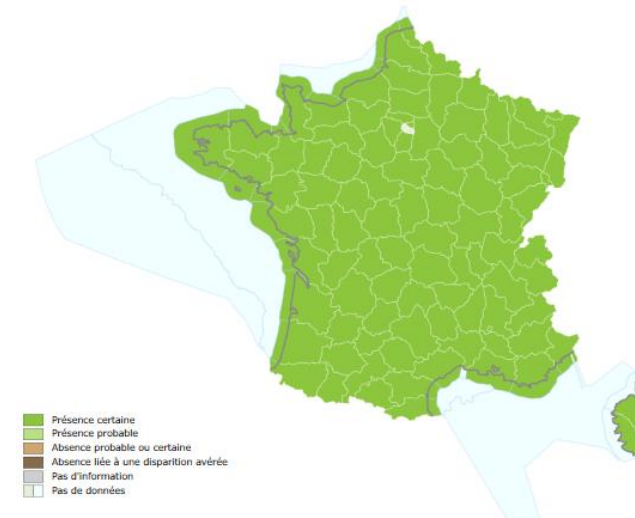 Présence certaine
Présence probable
Absence probable ou certaine
Absence liée à une disparition avérée
Pas d'information
Pas de données